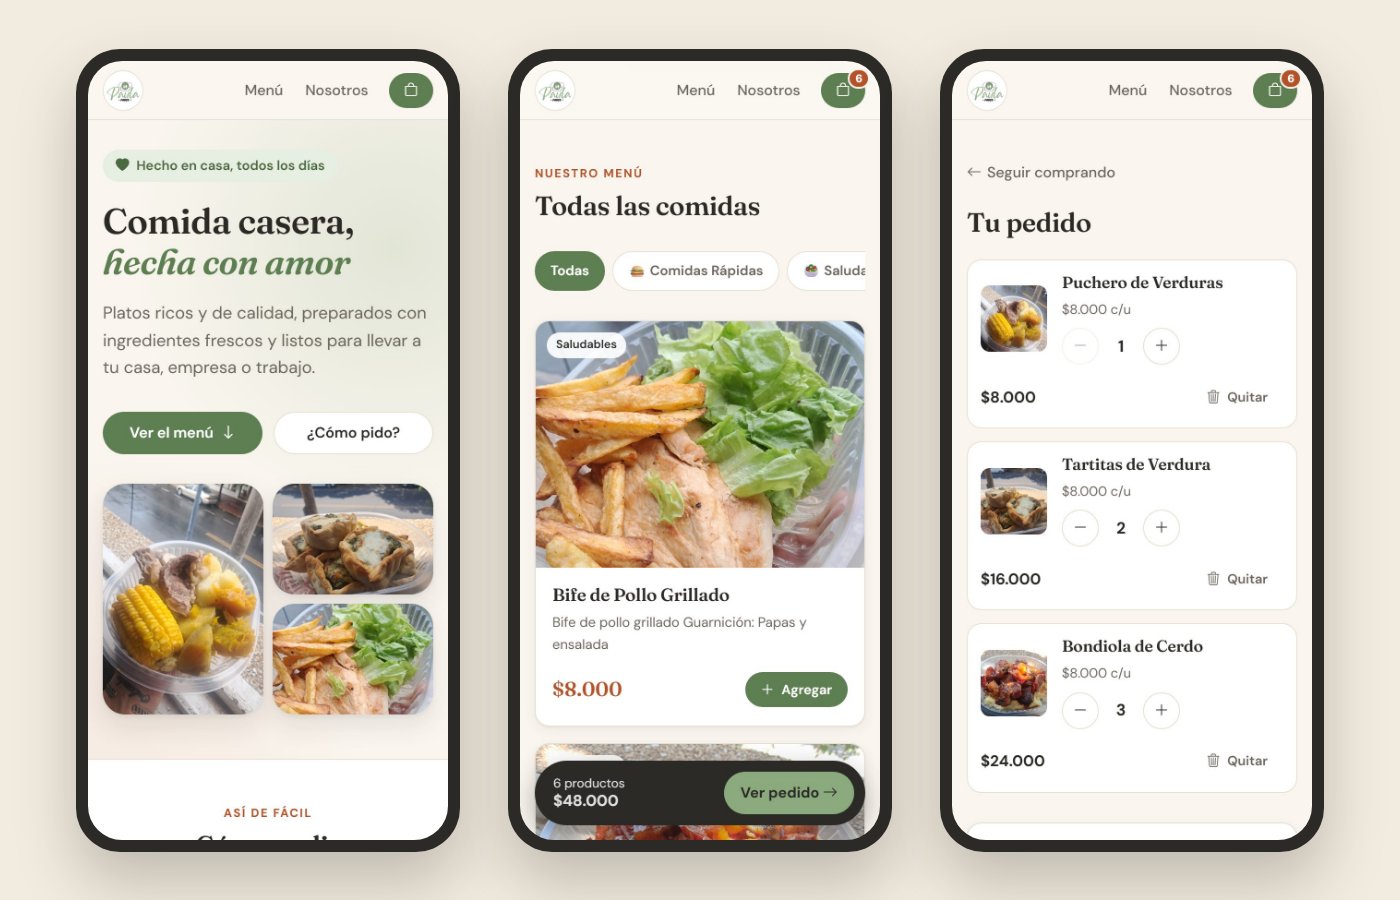 Paida
Menú
Nosotros
Hecho en casa, todos los días
Comida casera,
hecha con amor
Platos ricos y de calidad, preparados con
ingredientes frescos y listos para llevar a
tu casa, empresa o trabajo.
Ver el menú ↓
¿Cómo pido?
ASÍ DE FÁCIL
Paida
Menú
Nosotros
6
NUESTRO MENÚ
Todas las comidas
Todas
Comidas Rápidas
Saluda
Saludables
Bife de Pollo Grillado
Bife de pollo grillado Guarnición: Papas y
ensalada
$8.000
+ Agregar
6 productos
$48.000
Ver pedido →
Paida
Menú
Nosotros
6
← Seguir comprando
Tu pedido
Puchero de Verduras
$8.000 c/u
− 1 +
$8.000
Quitar
Tartitas de Verdura
$8.000 c/u
− 2 +
$16.000
Quitar
Bondiola de Cerdo
$8.000 c/u
− 3 +
$24.000
Quitar